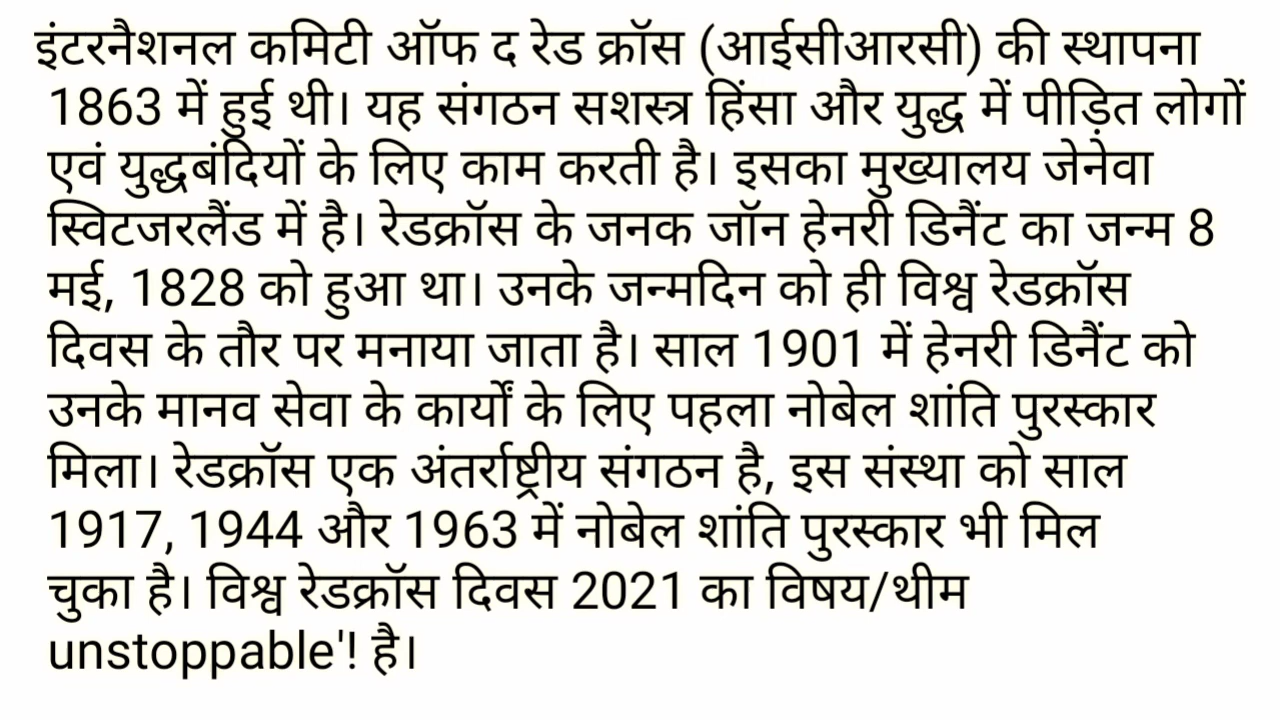 इंटरनैशनल कमिटी ऑफ द रेड क्रॉस (आईसीआरसी) की स्थापना
1863 में हुई थी। यह संगठन सशस्त्र हिंसा और युद्ध में पीड़ित लोगों
एवं युद्धबंदियों के लिए काम करती है। इसका मुख्यालय जेनेवा
स्विटजरलैंड में है। रेडक्रॉस के जनक जॉन हेनरी डिनैंट का जन्म 8
मई, 1828 को हुआ था। उनके जन्मदिन को ही विश्व रेडक्रॉस
दिवस के तौर पर मनाया जाता है। साल 1901 में हेनरी डिनैंट को
उनके मानव सेवा के कार्यों के लिए पहला नोबेल शांति पुरस्कार
मिला। रेडक्रॉस एक अंतर्राष्ट्रीय संगठन है, इस संस्था को साल
1917, 1944 और 1963 में नोबेल शांति पुरस्कार भी मिल
चुका है। विश्व रेडक्रॉस दिवस 2021 का विषय/थीम
unstoppable'! है।